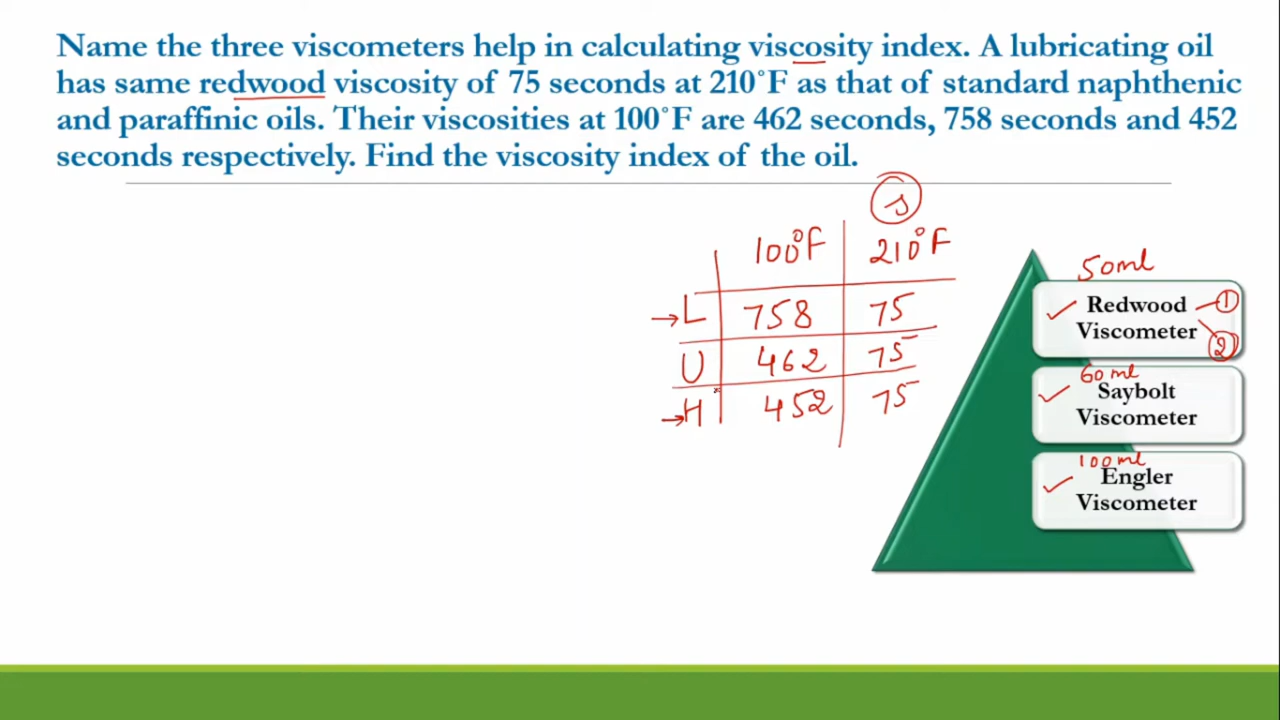 Name the three viscometers help in calculating viscosity index. A lubricating oil
has same redwood viscosity of 75 seconds at 210°F as that of standard naphthenic
and paraffinic oils. Their viscosities at 100°F are 462 seconds, 758 seconds and 452
seconds respectively. Find the viscosity index of the oil.
s
100°F 210°F
→ L 758 75
U 462 75
→ H 452 75
50ml
Redwood
Viscometer
1
2
60ml
Saybolt
Viscometer
100ml
Engler
Viscometer